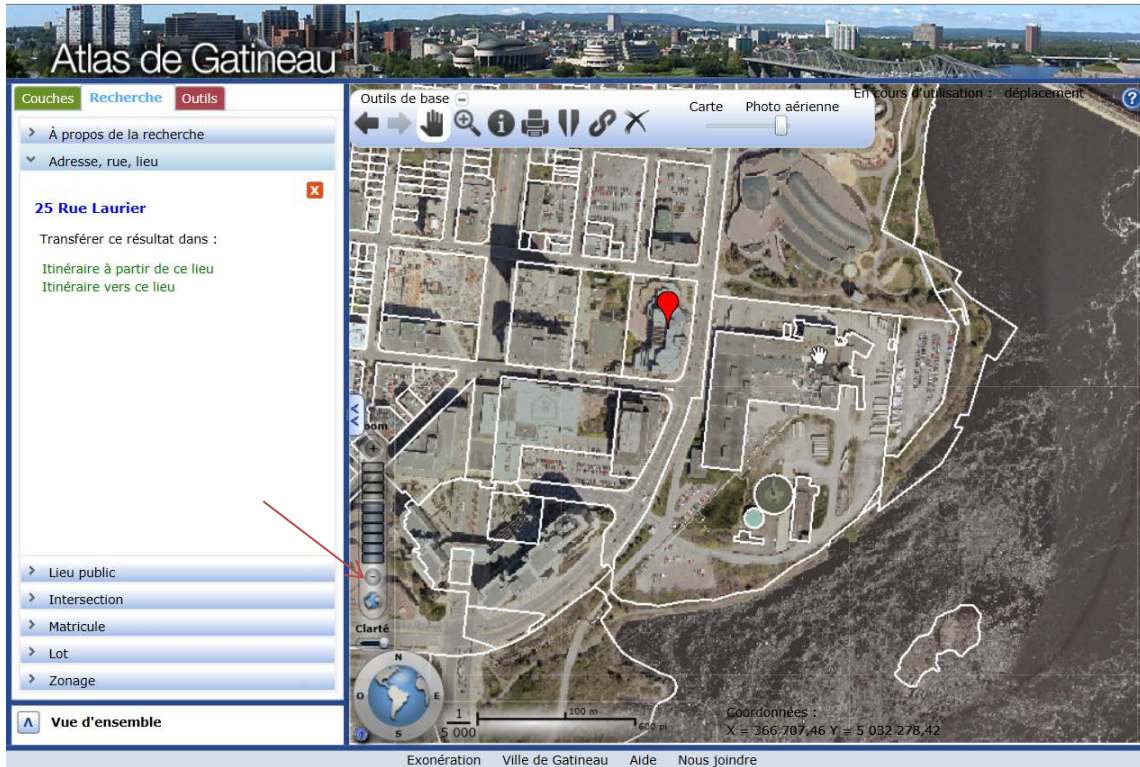 Atlas de Gatineau
Couches Recherche Outils
À propos de la recherche
Adresse, rue, lieu
X
25 Rue Laurier
Transférer ce résultat dans :
Itinéraire à partir de ce lieu
Itinéraire vers ce lieu
Lieu public
Intersection
Matricule
Lot
Zonage
Vue d'ensemble
Outils de base
Carte Photo aérienne
En cours d'utilisation : déplacement
?
oom
Clarté
N
O E
S
1
5 000
100 m
600 pi
Coordonnées :
X = 366 707,46 Y = 5 032 278,42
Exonération Ville de Gatineau Aide Nous joindre